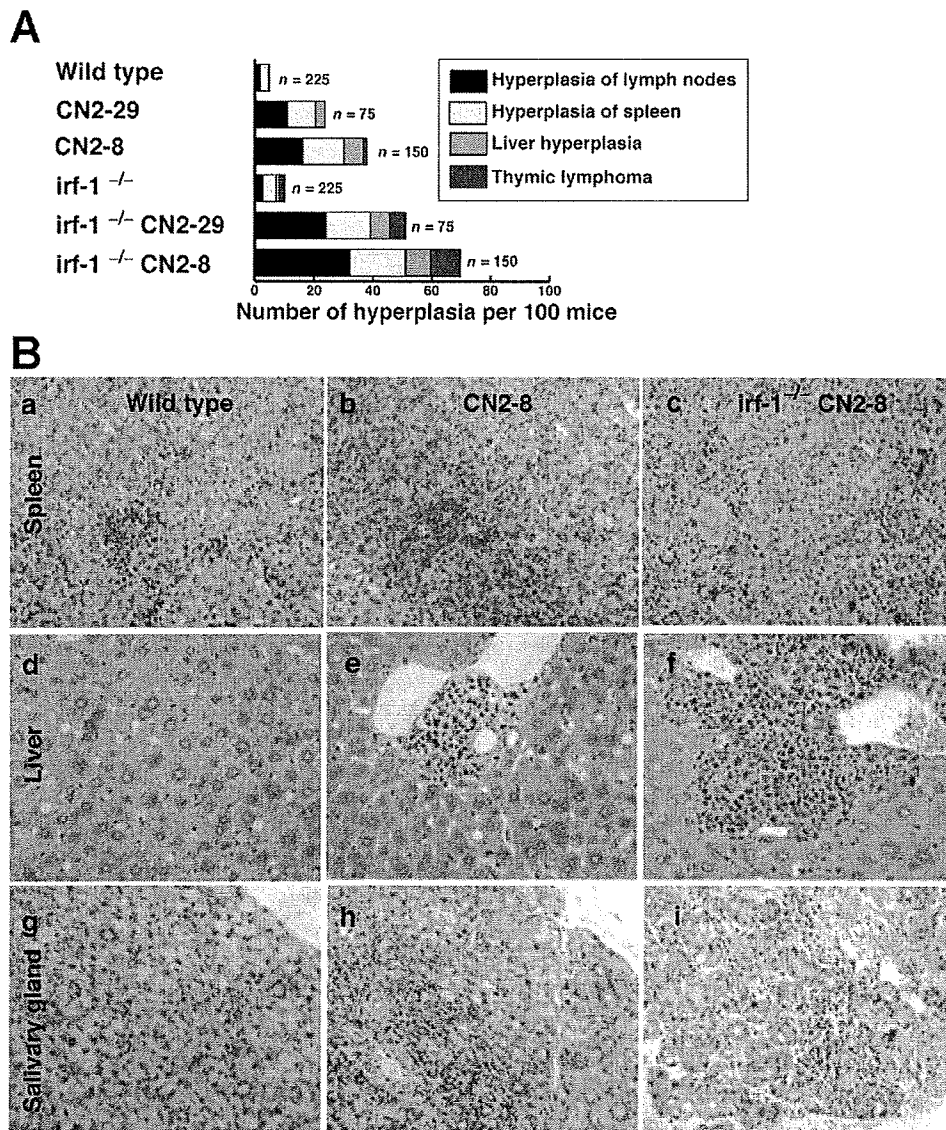 A
Wild type
n = 225
CN2-29
n = 75
CN2-8
n = 150
irf-1 −/−
n = 225
irf-1 −/− CN2-29
n = 75
irf-1 −/− CN2-8
n = 150
0 20 40 60 80 100
Number of hyperplasia per 100 mice
Hyperplasia of lymph nodes
Hyperplasia of spleen
Liver hyperplasia
Thymic lymphoma
B
a Wild type
b CN2-8
c irf-1 −/− CN2-8
Spleen
d
e
f
Liver
g
h
i
Salivary gland